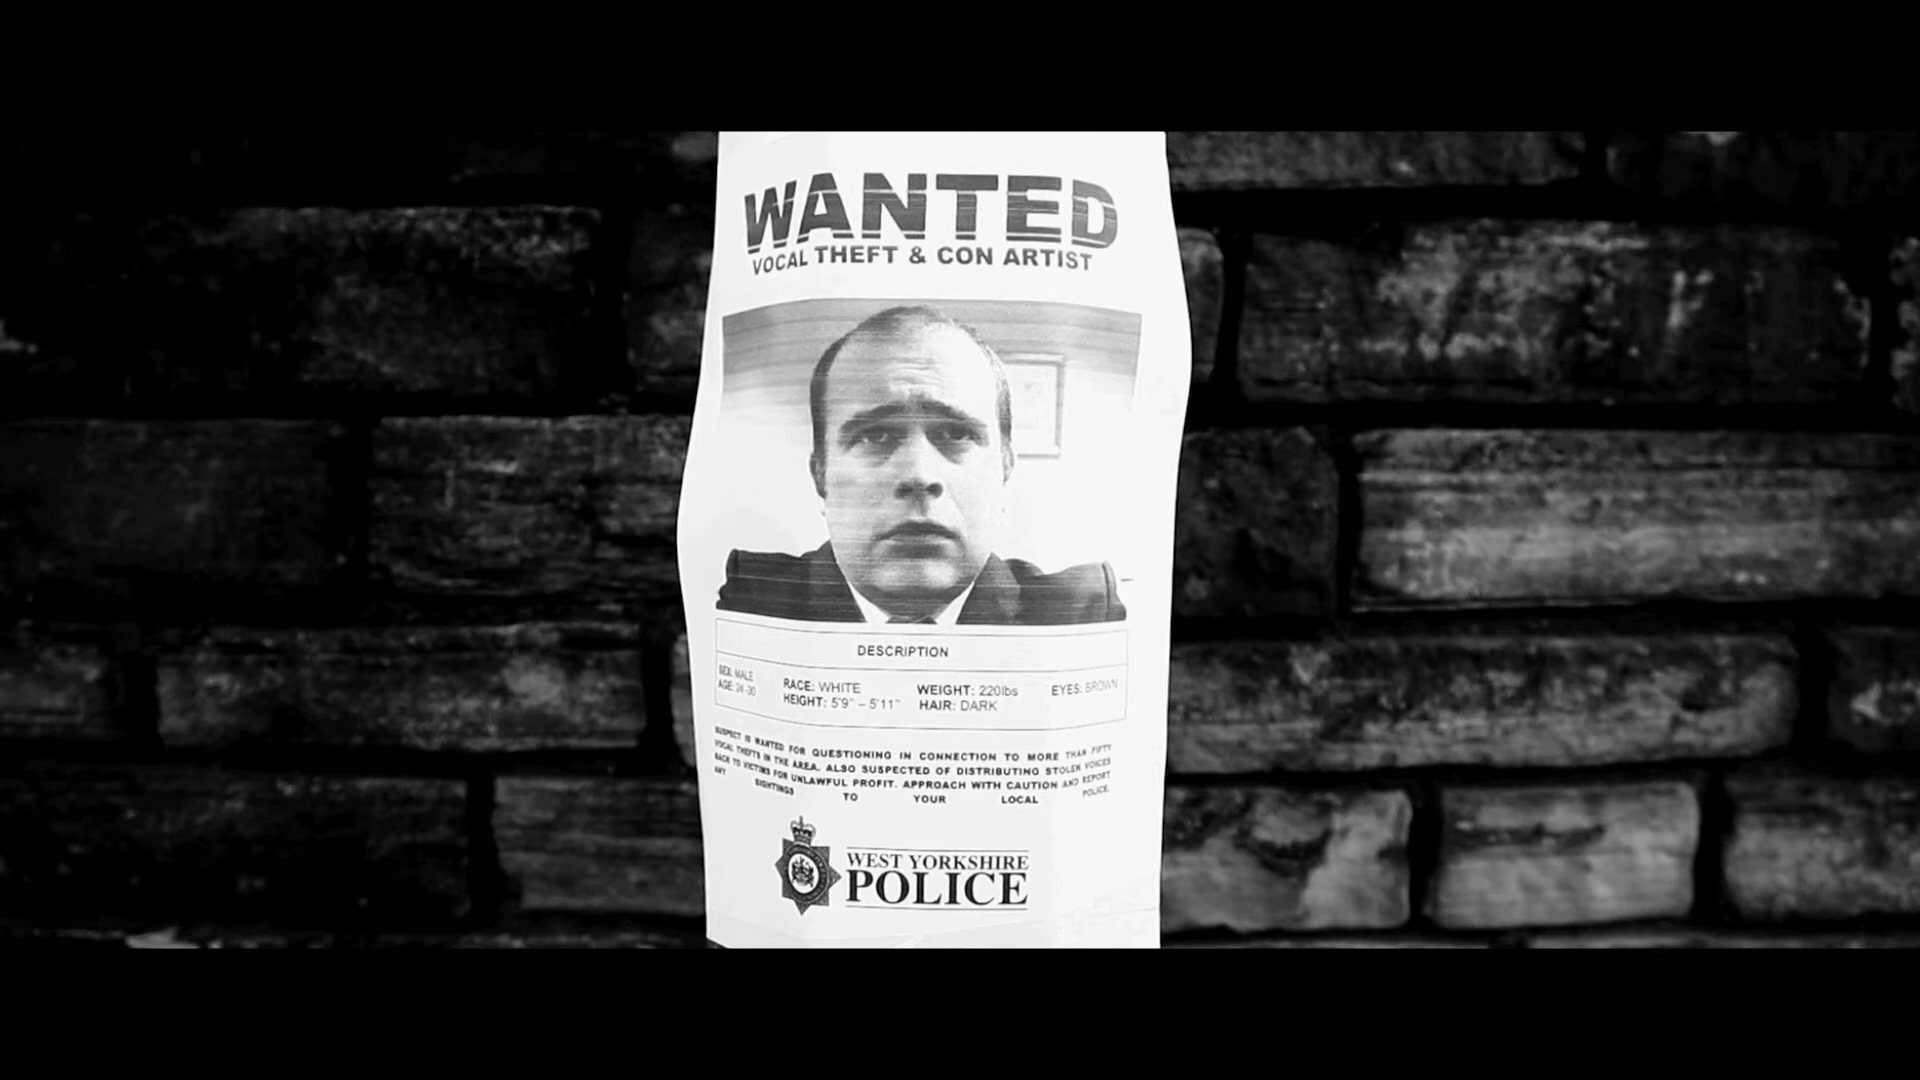 WANTED
VOCAL THEFT & CON ARTIST
DESCRIPTION
SEX: MALE
AGE: 24-30
RACE: WHITE
HEIGHT: 5'9" – 5'11"
WEIGHT: 220lbs
HAIR: DARK
EYES: BROWN
SUSPECT IS WANTED FOR QUESTIONING IN CONNECTION TO MORE THAN FIFTY
VOCAL THEFTS IN THE AREA. ALSO SUSPECTED OF DISTRIBUTING STOLEN VOICES
BACK TO VICTIMS FOR UNLAWFUL PROFIT. APPROACH WITH CAUTION AND REPORT
ANY SIGHTINGS TO YOUR LOCAL POLICE.
WEST YORKSHIRE
POLICE